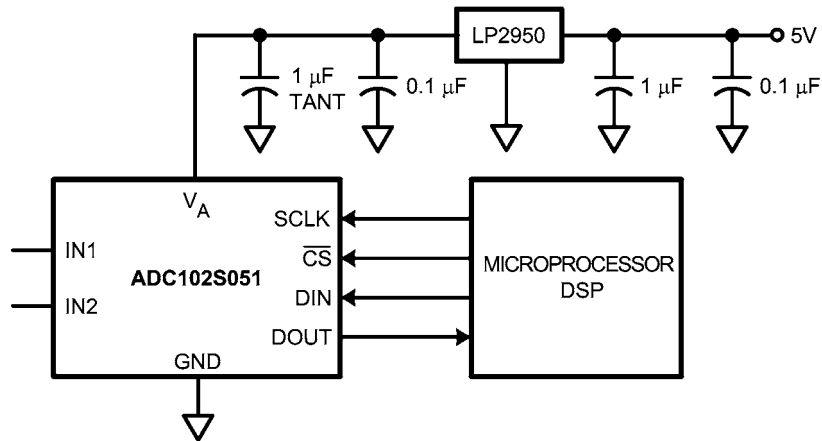 LP2950
5V
1 µF
TANT
0.1 µF
1 µF
0.1 µF
VA
IN1
IN2
ADC102S051
SCLK
CS
DIN
DOUT
GND
MICROPROCESSOR
DSP